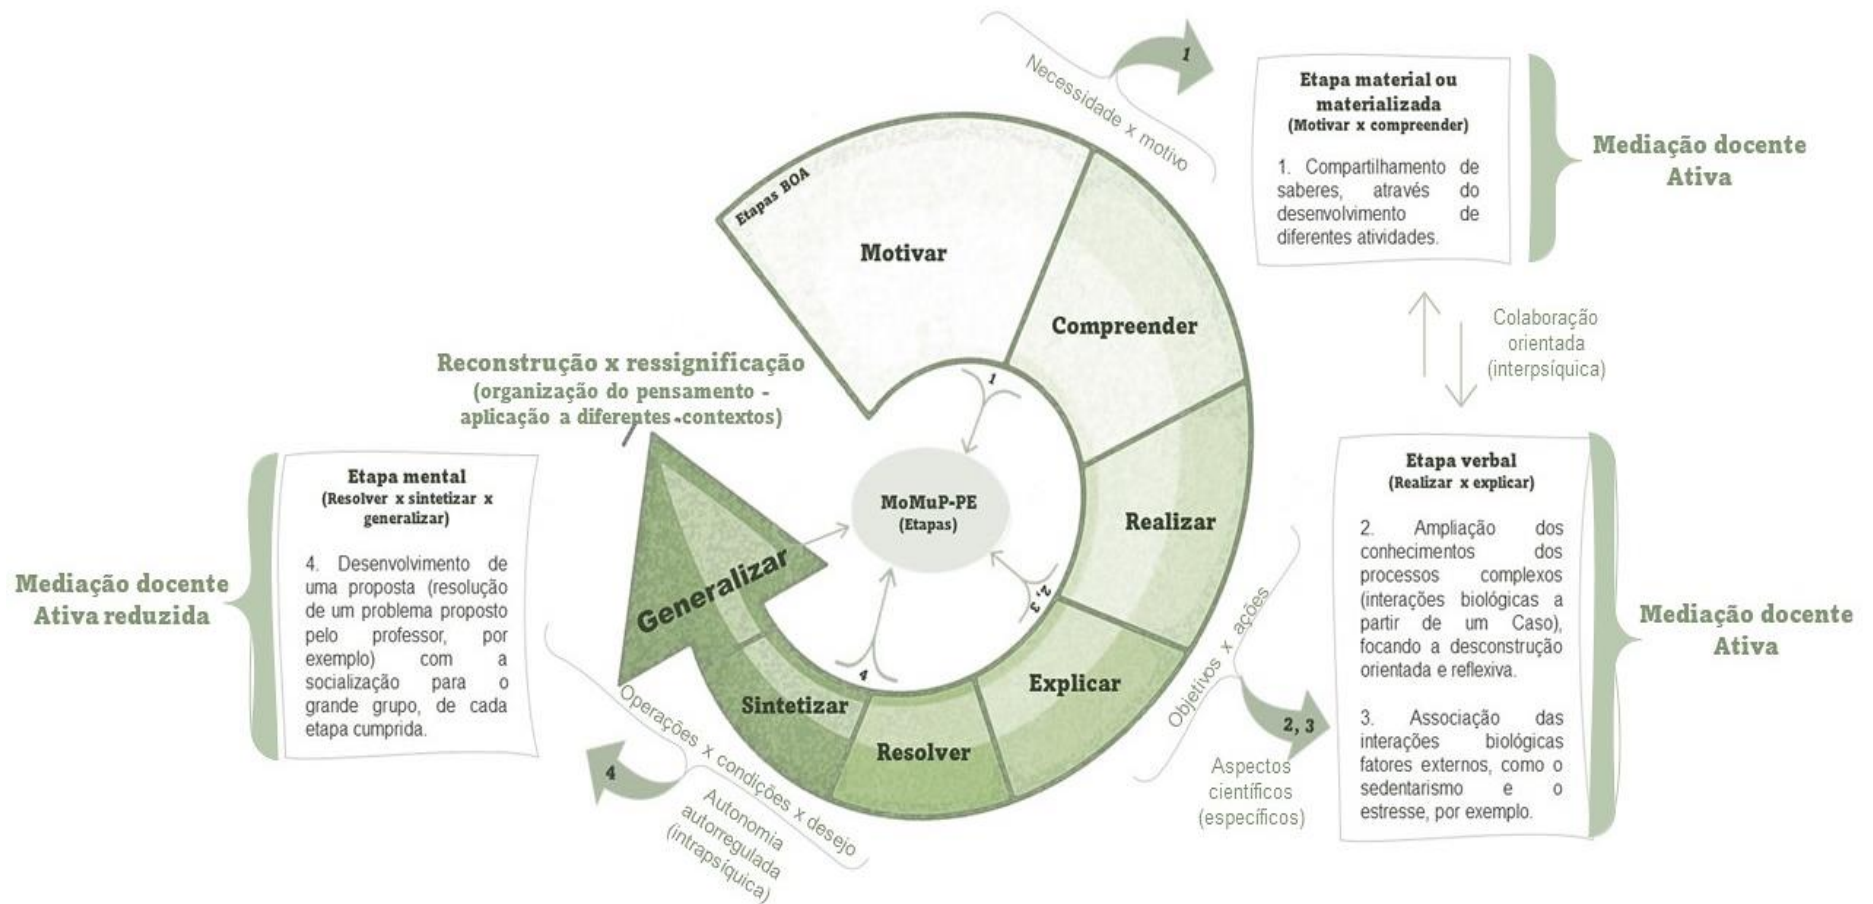 Necessidade x motivo
1
Etapa material ou
materializada
(Motivar x compreender)
1. Compartilhamento de
saberes, através do
desenvolvimento de
diferentes atividades.
Mediação docente
Ativa
Etapas BOA
Motivar
Compreender
Realizar
Explicar
Resolver
Sintetizar
Generalizar
1
2, 3
4
MoMuP-PE
(Etapas)
Colaboração
orientada
(interpsíquica)
Reconstrução x ressignificação
(organização do pensamento -
aplicação a diferentes contextos)
Etapa verbal
(Realizar x explicar)
2. Ampliação dos
conhecimentos dos
processos complexos
(interações biológicas a
partir de um Caso),
focando a desconstrução
orientada e reflexiva.
3. Associação das
interações biológicas
fatores externos, como o
sedentarismo e o
estresse, por exemplo.
Mediação docente
Ativa
Objetivos x ações
2, 3
Aspectos
científicos
(específicos)
Etapa mental
(Resolver x sintetizar x
generalizar)
4. Desenvolvimento de
uma proposta (resolução
de um problema proposto
pelo professor, por
exemplo) com a
socialização para o
grande grupo, de cada
etapa cumprida.
Mediação docente
Ativa reduzida
Operações x condições x desejo
4
Autonomia
autorregulada
(intrapsíquica)